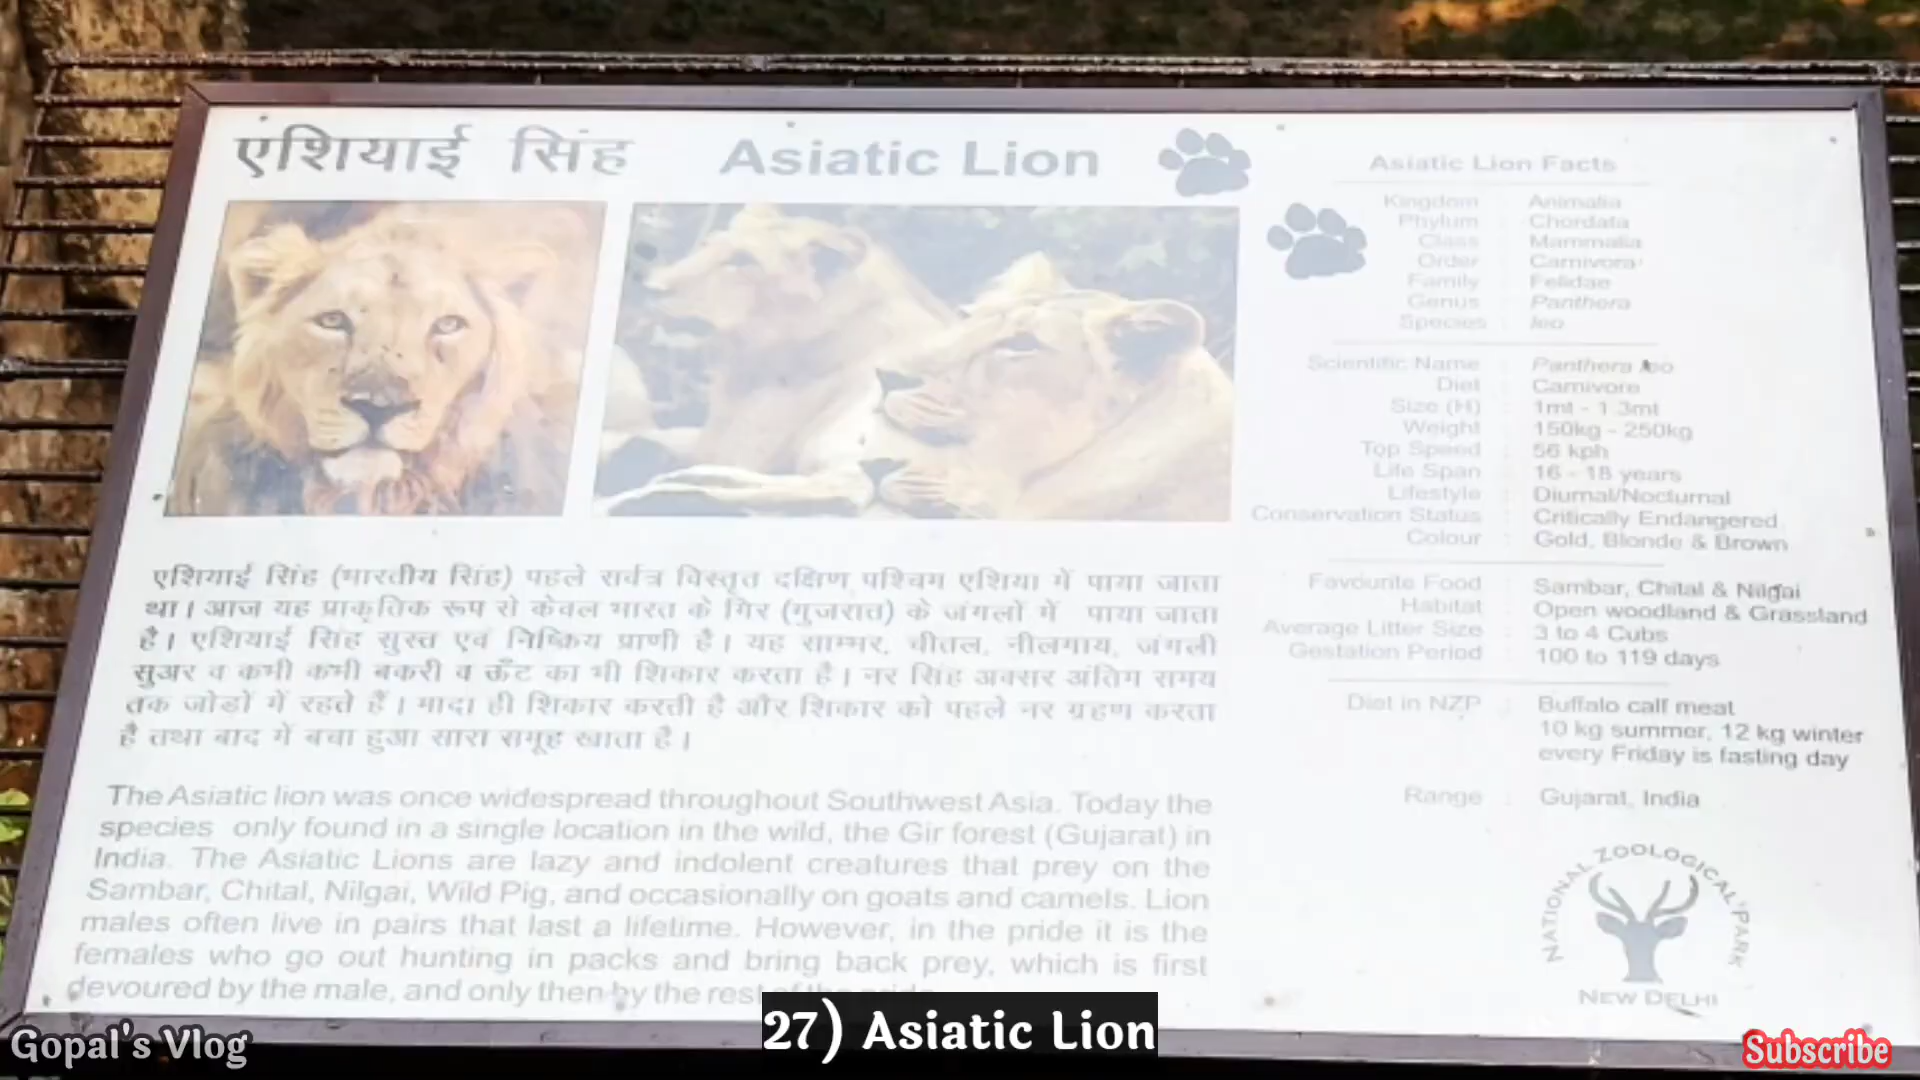 एशियाई सिंह Asiatic Lion
एशियाई सिंह (भारतीय सिंह) पहले सर्वत्र विस्तृत दक्षिण पश्चिम एशिया में पाया जाता
था। आज यह प्राकृतिक रूप से केवल भारत के गिर (गुजरात) के जंगलों में पाया जाता
है। एशियाई सिंह सुस्त एवं निष्क्रिय प्राणी है। यह साम्भर, चीतल, नीलगाय, जंगली
सुअर व कभी कभी बकरी व ऊँट का भी शिकार करता है। नर सिंह अक्सर अंतिम समय
तक जोडों में रहते हैं। मादा ही शिकार करती है और शिकार को पहले नर ग्रहण करता
है तथा बाद में बचा हुआ सारा समूह खाता है।
The Asiatic lion was once widespread throughout Southwest Asia. Today the
species only found in a single location in the wild, the Gir forest (Gujarat) in
India. The Asiatic Lions are lazy and indolent creatures that prey on the
Sambar, Chital, Nilgai, Wild Pig, and occasionally on goats and camels. Lion
males often live in pairs that last a lifetime. However, in the pride it is the
females who go out hunting in packs and bring back prey, which is first
devoured by the male, and only then by the rest of the pride.
Asiatic Lion Facts
Kingdom : Animalia
Phylum : Chordata
Class : Mammalia
Order : Carnivora
Family : Felidae
Genus : Panthera
Species : leo
Scientific Name : Panthera leo
Diet : Carnivore
Size (H) : 1mt - 1.3mt
Weight : 150kg - 250kg
Top Speed : 56 kph
Life Span : 16 - 18 years
Lifestyle : Diurnal/Nocturnal
Conservation Status : Critically Endangered
Colour : Gold, Blonde & Brown
Favourite Food : Sambar, Chital & Nilgai
Habitat : Open woodland & Grassland
Average Litter Size : 3 to 4 Cubs
Gestation Period : 100 to 119 days
Diet in NZP : Buffalo calf meat
10 kg summer, 12 kg winter
every Friday is fasting day
Range : Gujarat, India
NATIONAL ZOOLOGICAL PARK
NEW DELHI
27) Asiatic Lion
Gopal's Vlog
Subscribe